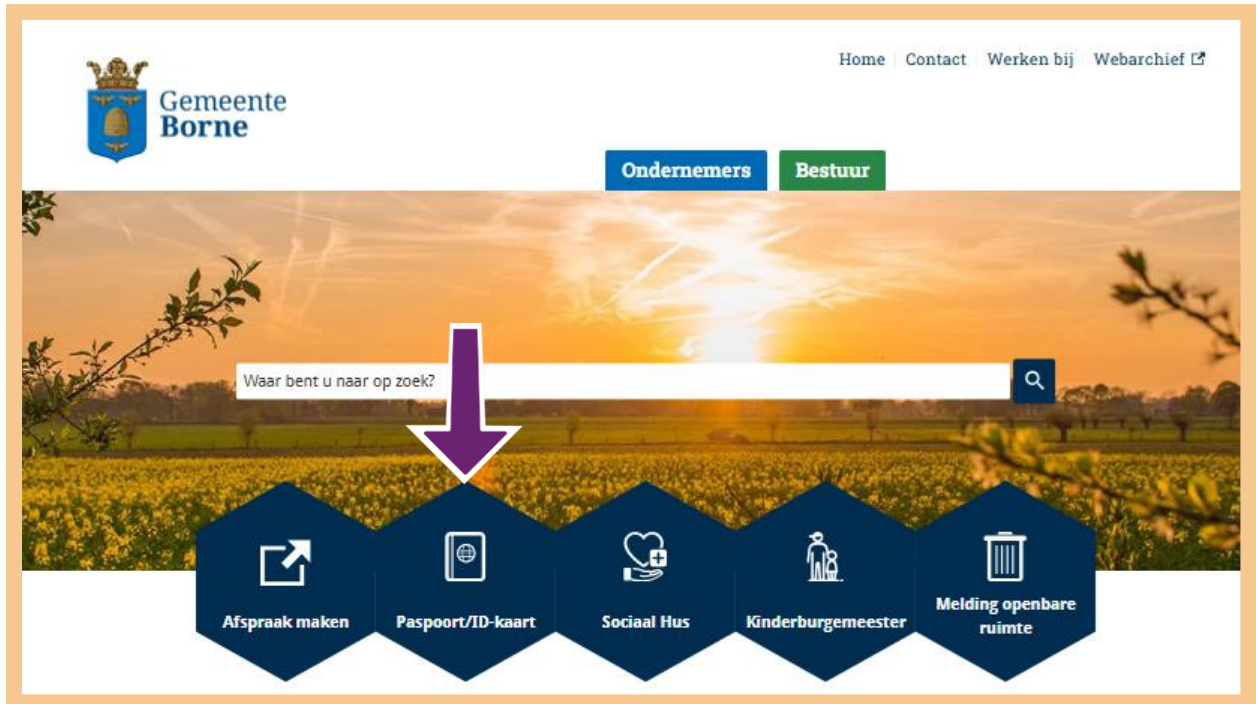 Home Contact Werken bij Webarchief
Gemeente
Borne
Ondernemers Bestuur
Waar bent u naar op zoek?
Afspraak maken
Paspoort/ID-kaart
Sociaal Hus
Kinderburgemeester
Melding openbare
ruimte